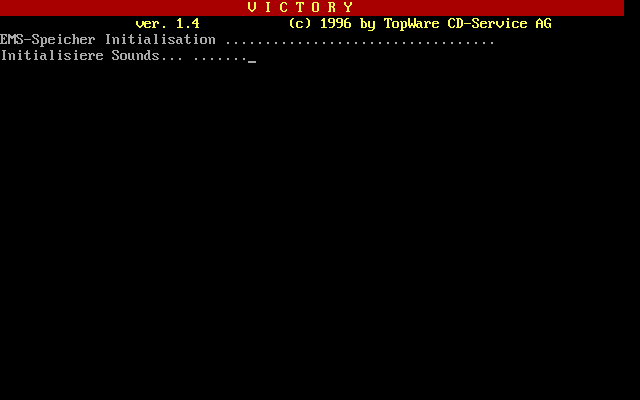 V I C T O R Y
ver. 1.4 (c) 1996 by TopWare CD-Service AG
EMS-Speicher Initialisation ..................................
Initialisiere Sounds... ......._